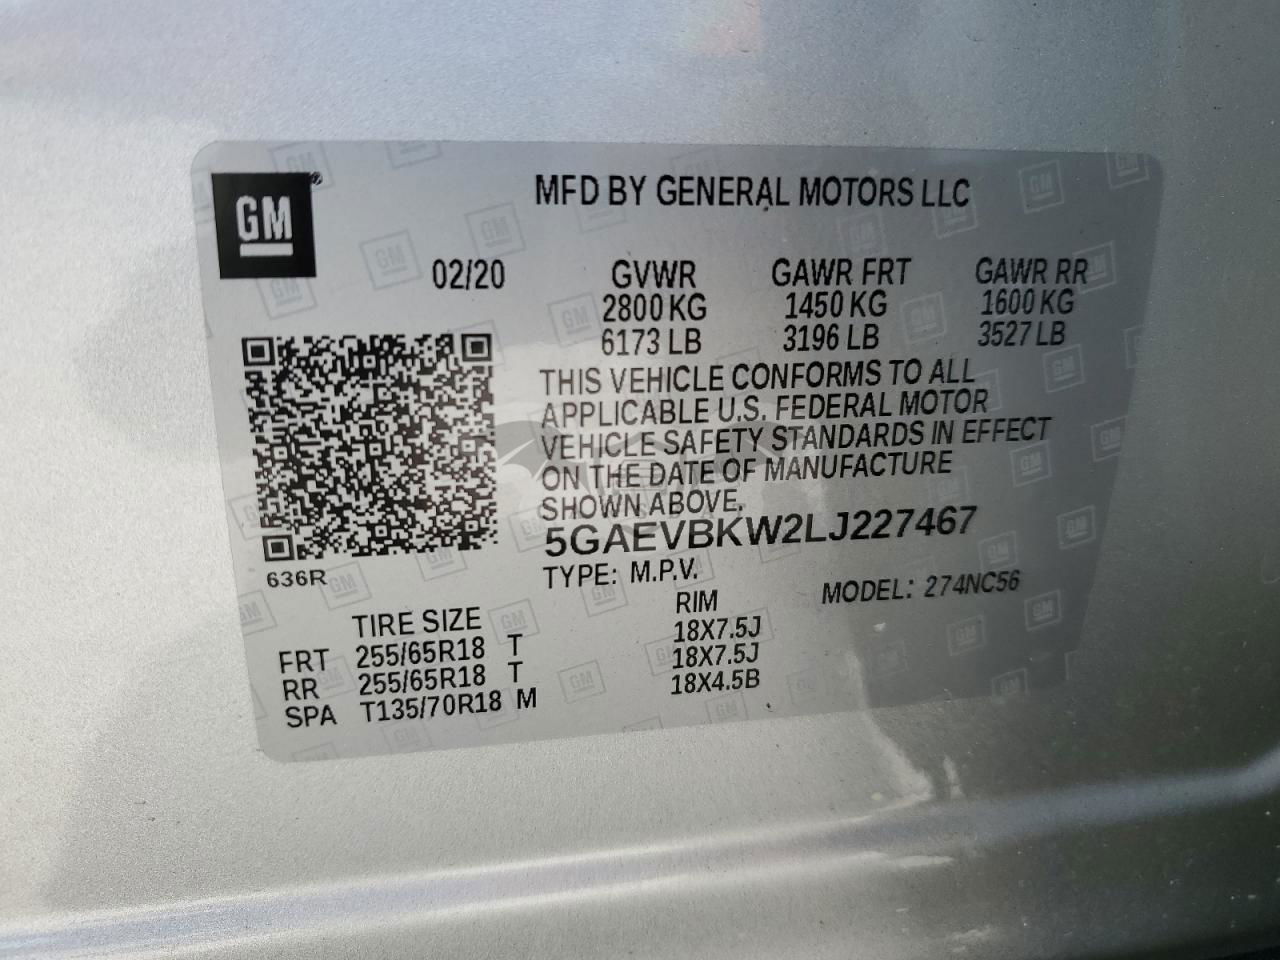 GM®
MFD BY GENERAL MOTORS LLC
02/20 GVWR GAWR FRT GAWR RR
2800 KG 1450 KG 1600 KG
6173 LB 3196 LB 3527 LB
THIS VEHICLE CONFORMS TO ALL
APPLICABLE U.S. FEDERAL MOTOR
VEHICLE SAFETY STANDARDS IN EFFECT
ON THE DATE OF MANUFACTURE
SHOWN ABOVE.
5GAEVBKW2LJ227467
636R
TYPE: M.P.V. MODEL: 274NC56
TIRE SIZE RIM
FRT 255/65R18 T 18X7.5J
RR 255/65R18 T 18X7.5J
SPA T135/70R18 M 18X4.5B